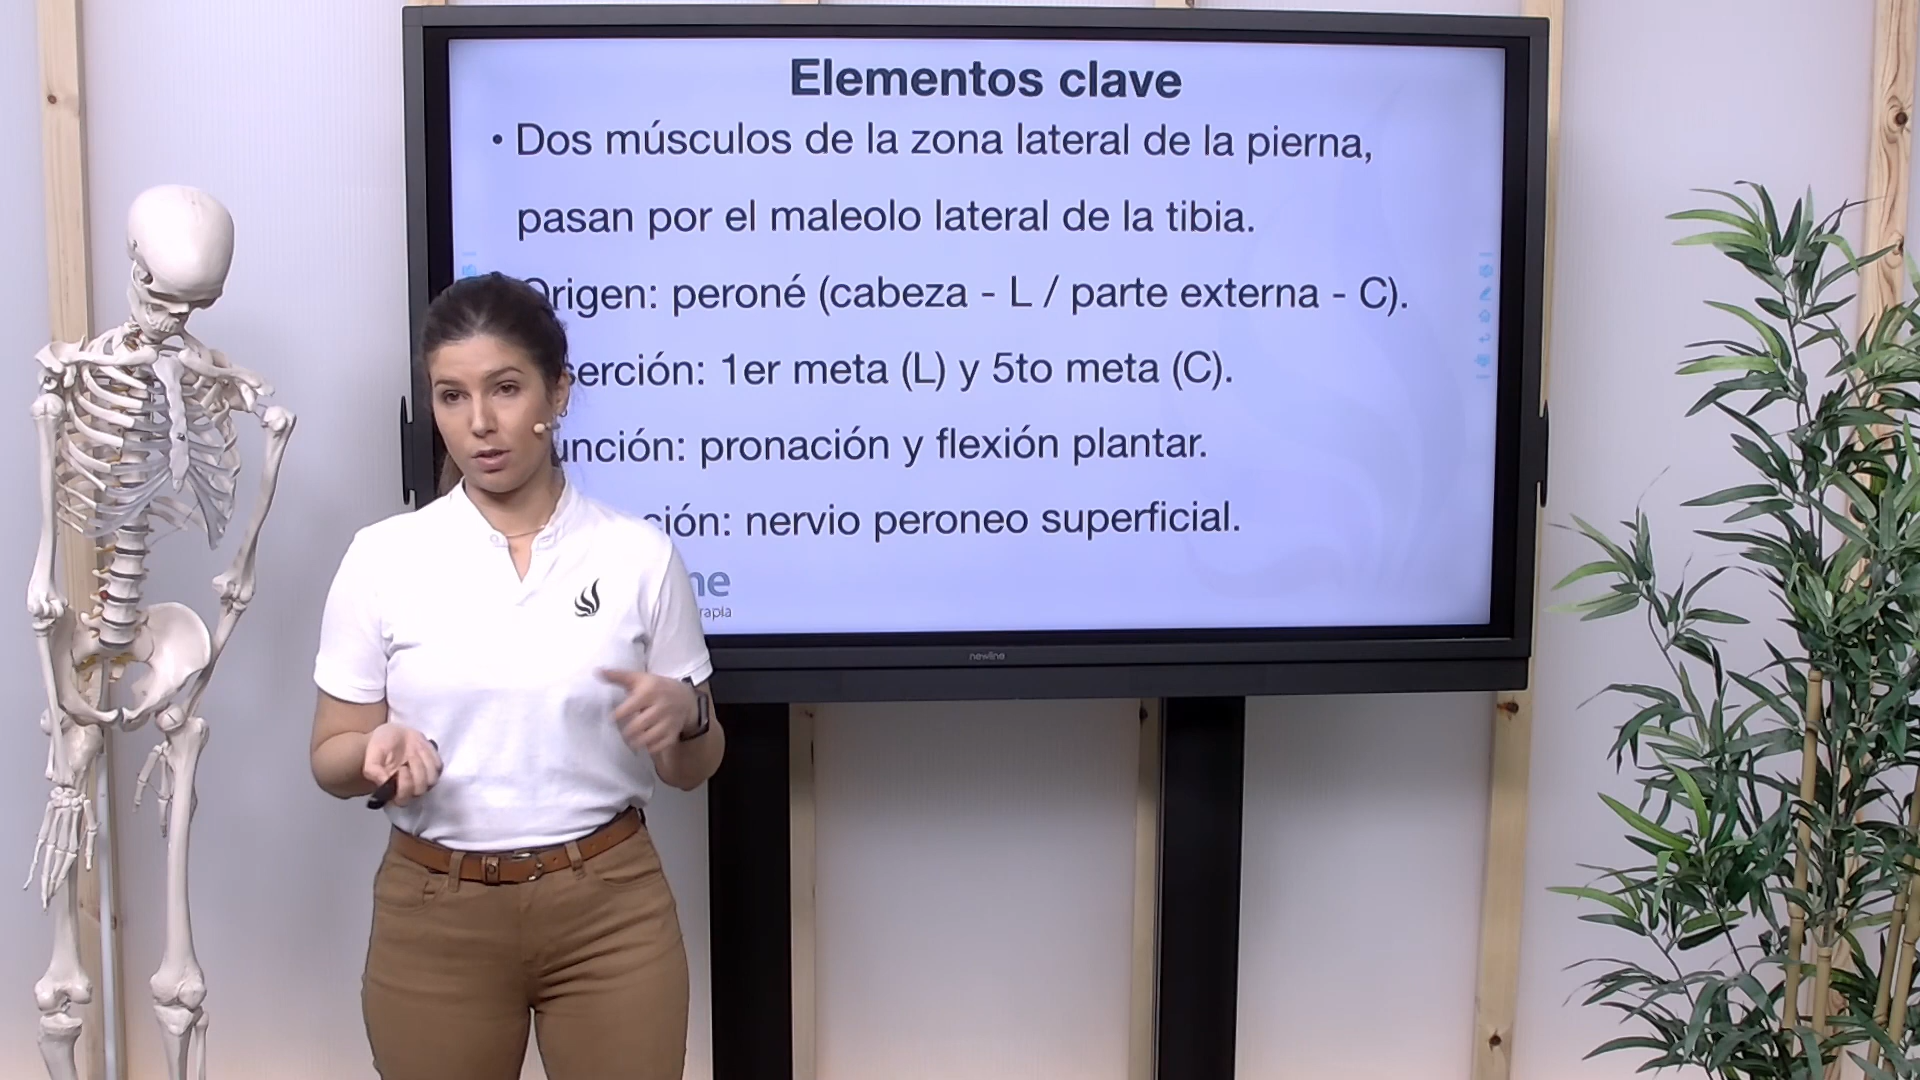 Elementos clave
• Dos músculos de la zona lateral de la pierna,
pasan por el maleolo lateral de la tibia.
Origen: peroné (cabeza - L / parte externa - C).
serción: 1er meta (L) y 5to meta (C).
unción: pronación y flexión plantar.
ción: nervio peroneo superficial.
ne
rapia
newline